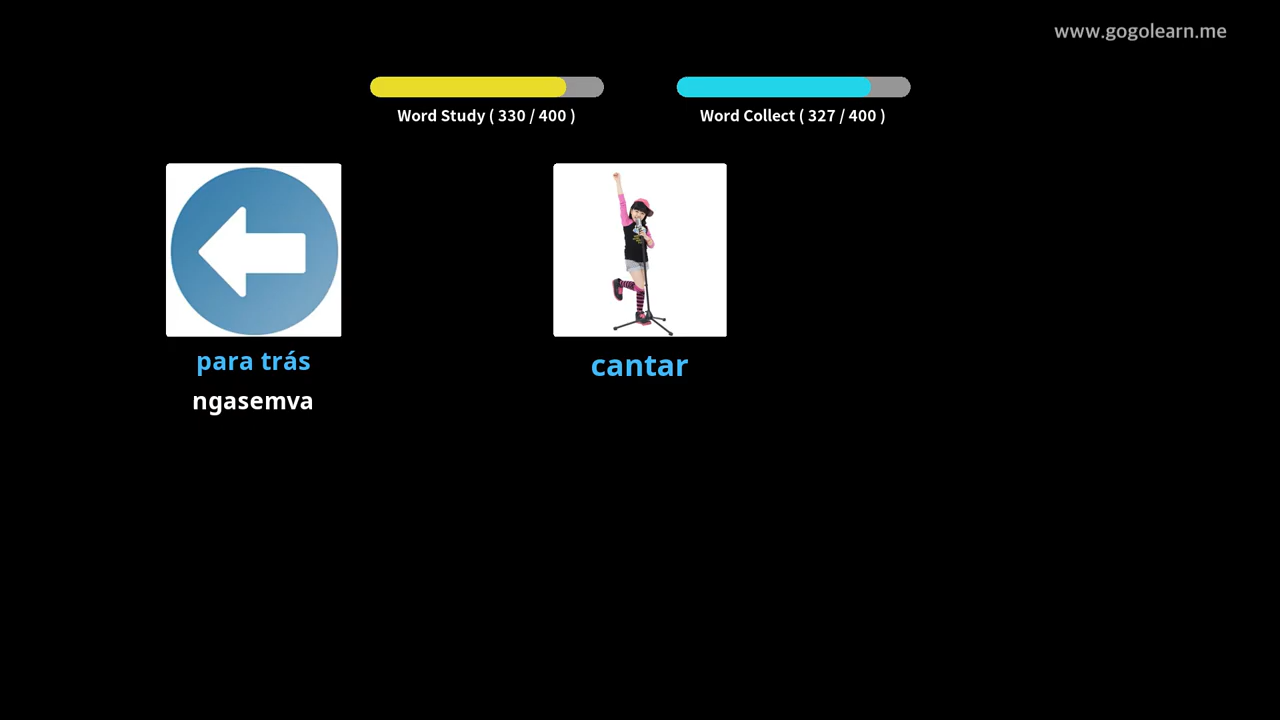 www.gogolearn.me
Word Study ( 330 / 400 )
Word Collect ( 327 / 400 )
para trás
ngasemva
cantar